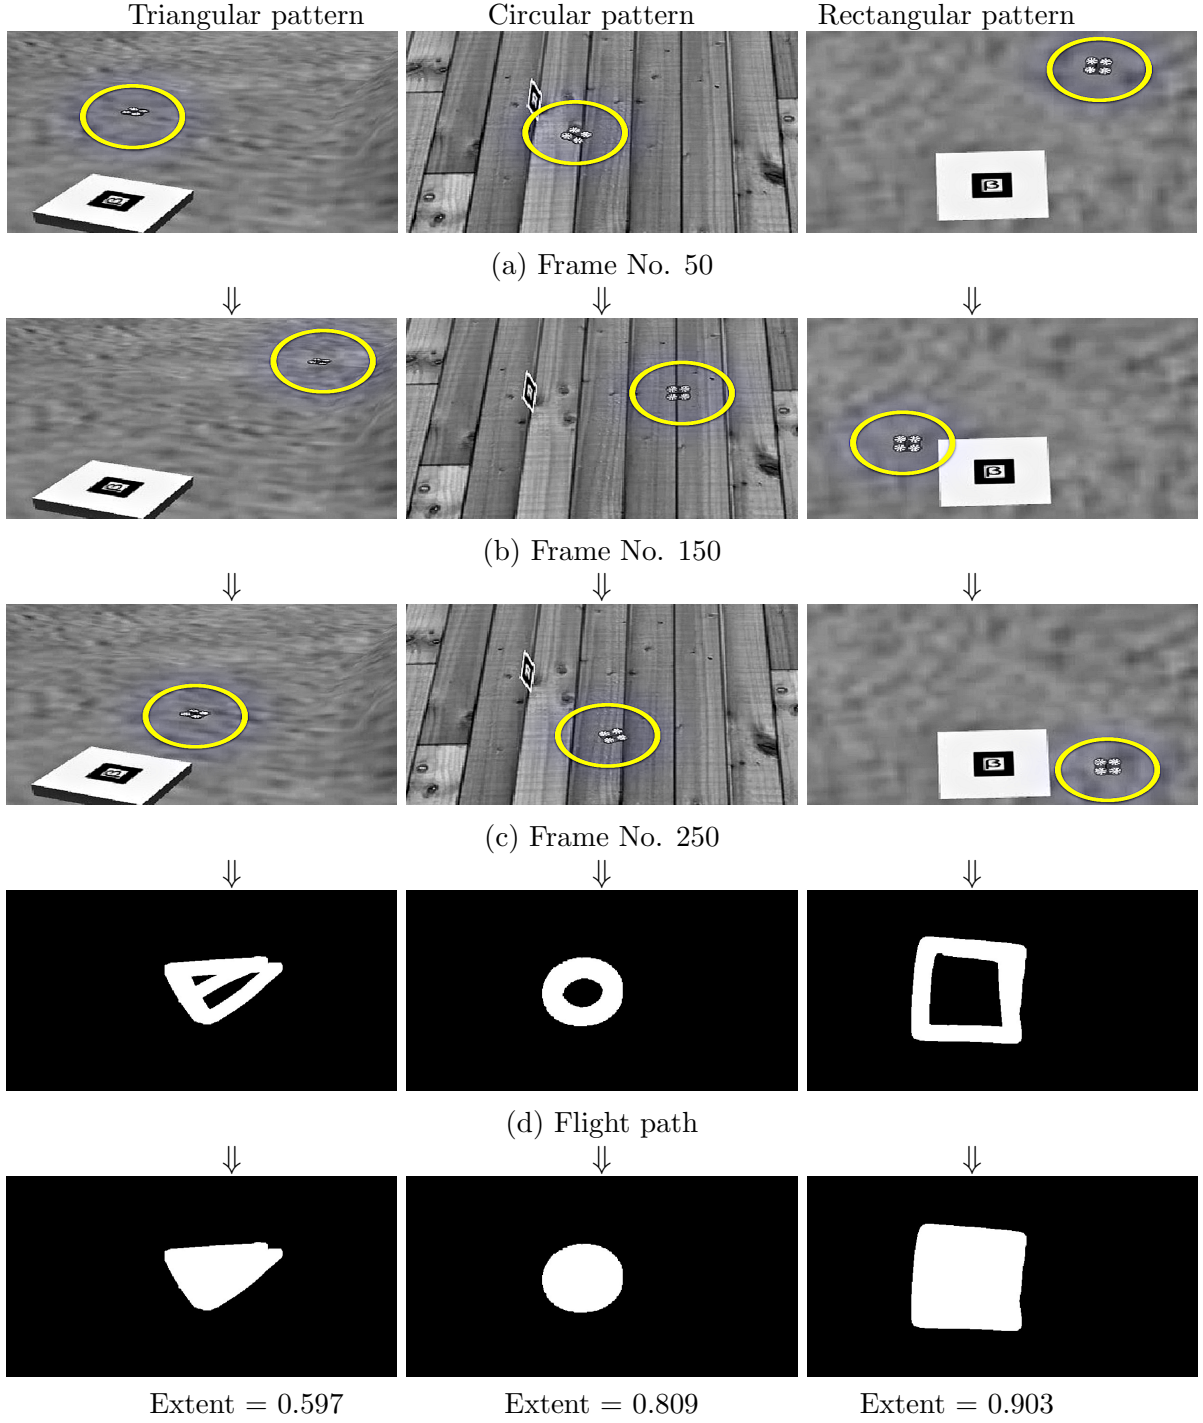 Triangular pattern Circular pattern Rectangular pattern
(a) Frame No. 50
⇓ ⇓ ⇓
(b) Frame No. 150
⇓ ⇓ ⇓
(c) Frame No. 250
⇓ ⇓ ⇓
(d) Flight path
⇓ ⇓ ⇓
Extent = 0.597 Extent = 0.809 Extent = 0.903